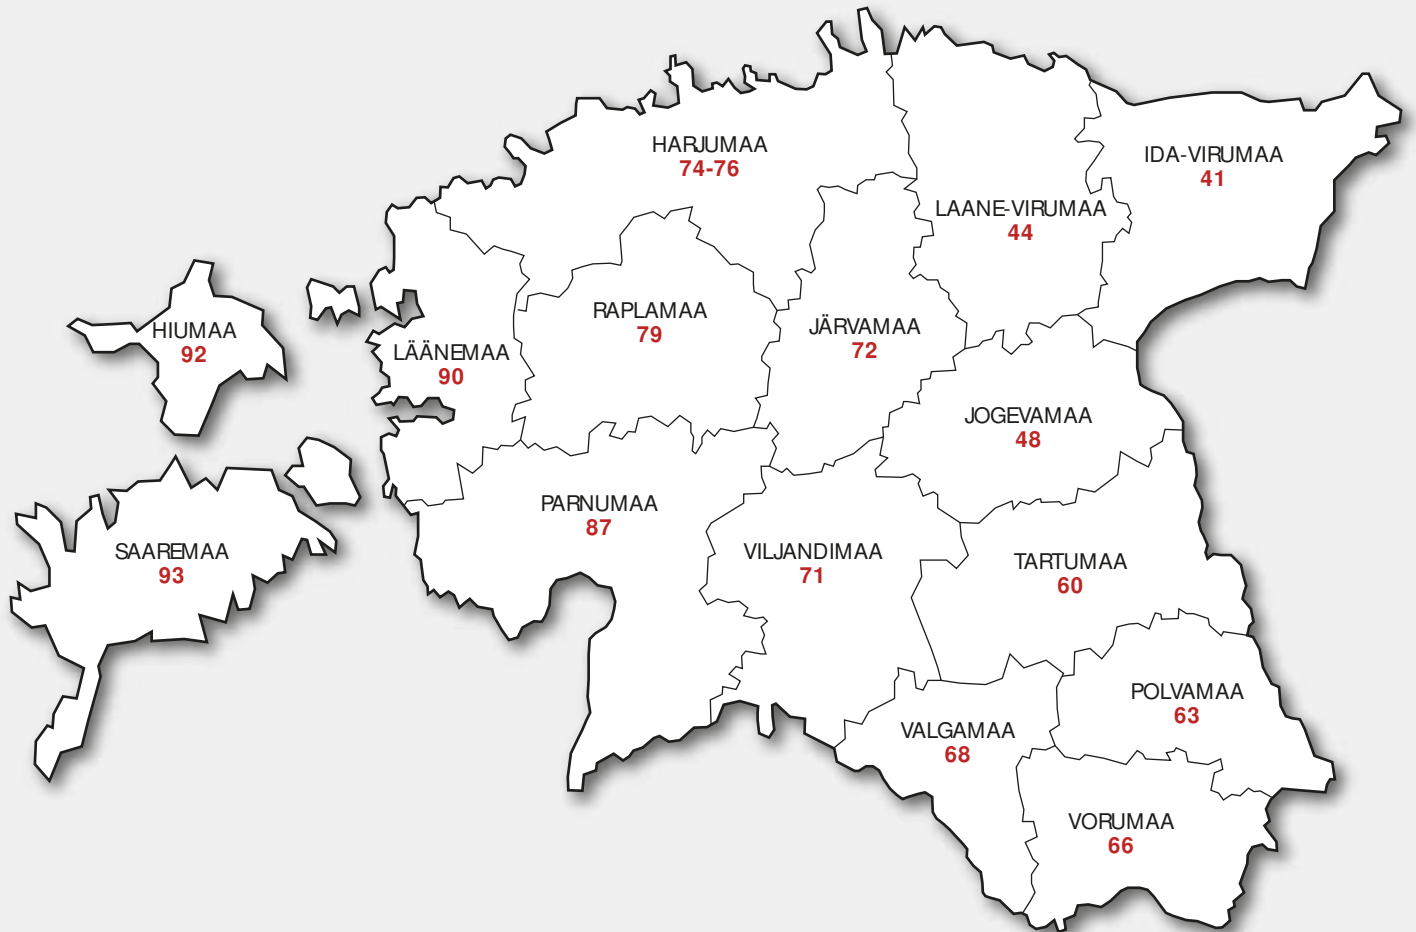 HARJUMAA
74-76
IDA-VIRUMAA
41
LAANE-VIRUMAA
44
RAPLAMAA
79
JÄRVAMAA
72
HIUMAA
92
LÄÄNEMAA
90
JOGEVAMAA
48
PARNUMAA
87
SAAREMAA
93
VILJANDIMAA
71
TARTUMAA
60
POLVAMAA
63
VALGAMAA
68
VORUMAA
66